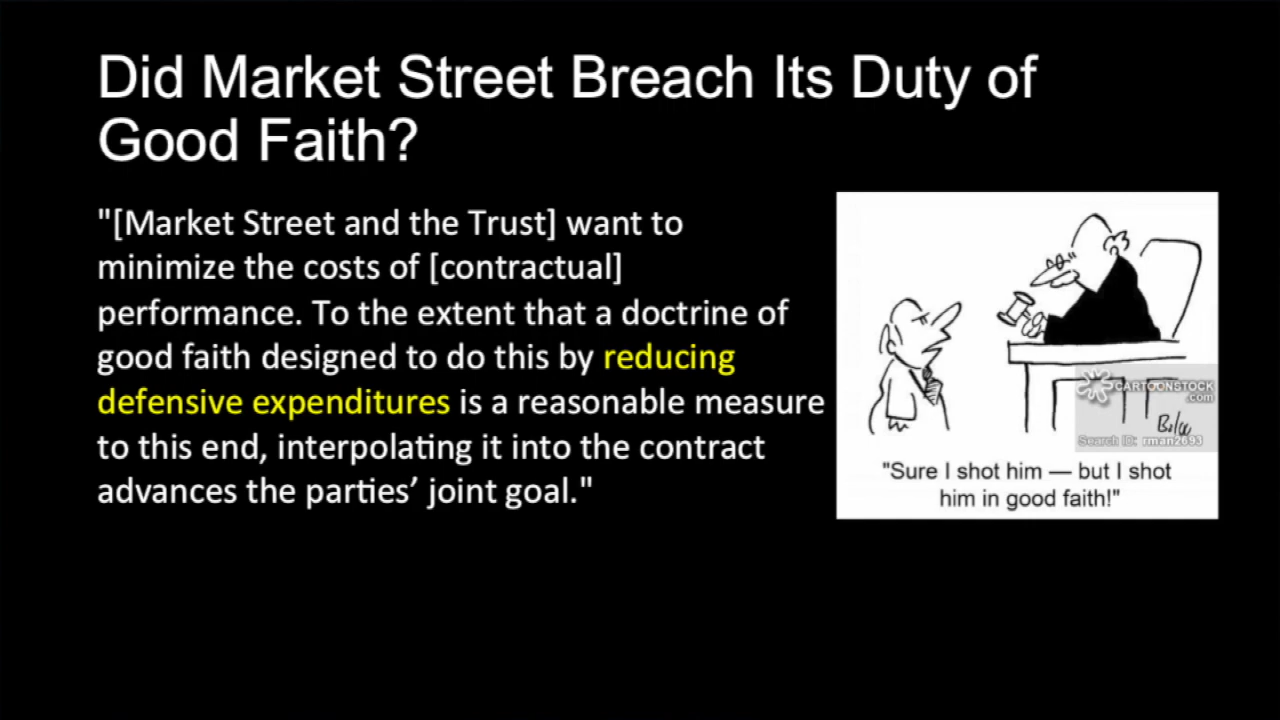 Did Market Street Breach Its Duty of
Good Faith?
"[Market Street and the Trust] want to
minimize the costs of [contractual]
performance. To the extent that a doctrine of
good faith designed to do this by reducing
defensive expenditures is a reasonable measure
to this end, interpolating it into the contract
advances the parties’ joint goal."
CARTOONSTOCK
.com
Search ID: rman2693
"Sure I shot him — but I shot
him in good faith!"